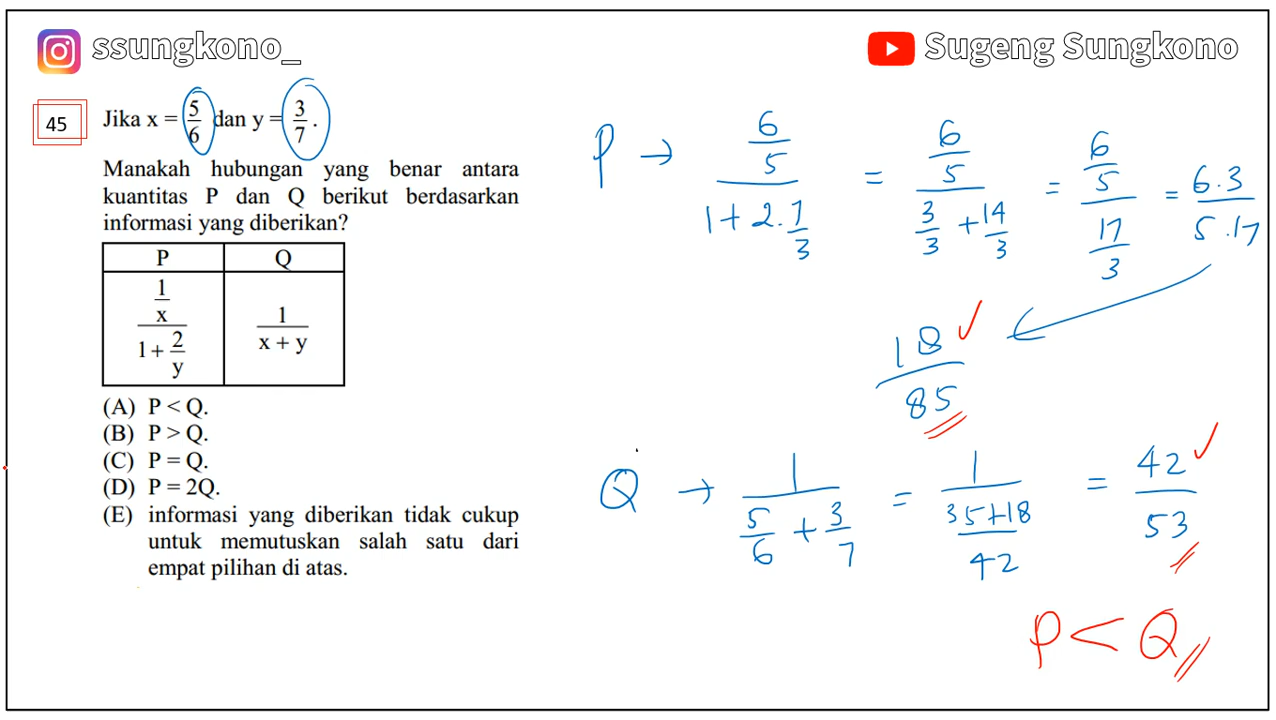 ssungkono_
Sugeng Sungkono
45
Jika x = 5/6 dan y = 3/7.
Manakah hubungan yang benar antara
kuantitas P dan Q berikut berdasarkan
informasi yang diberikan?
P Q
(1/x)/(1 + 2/y) 1/(x + y)
(A) P < Q.
(B) P > Q.
(C) P = Q.
(D) P = 2Q.
(E) informasi yang diberikan tidak cukup
untuk memutuskan salah satu dari
empat pilihan di atas.
P → (6/5)/(1 + 2 . 7/3) = (6/5)/(3/3 + 14/3) = (6/5)/(17/3) = (6.3)/(5.17)
18/85
Q → 1/(5/6 + 3/7) = 1/((35+18)/42) = 42/53
P < Q